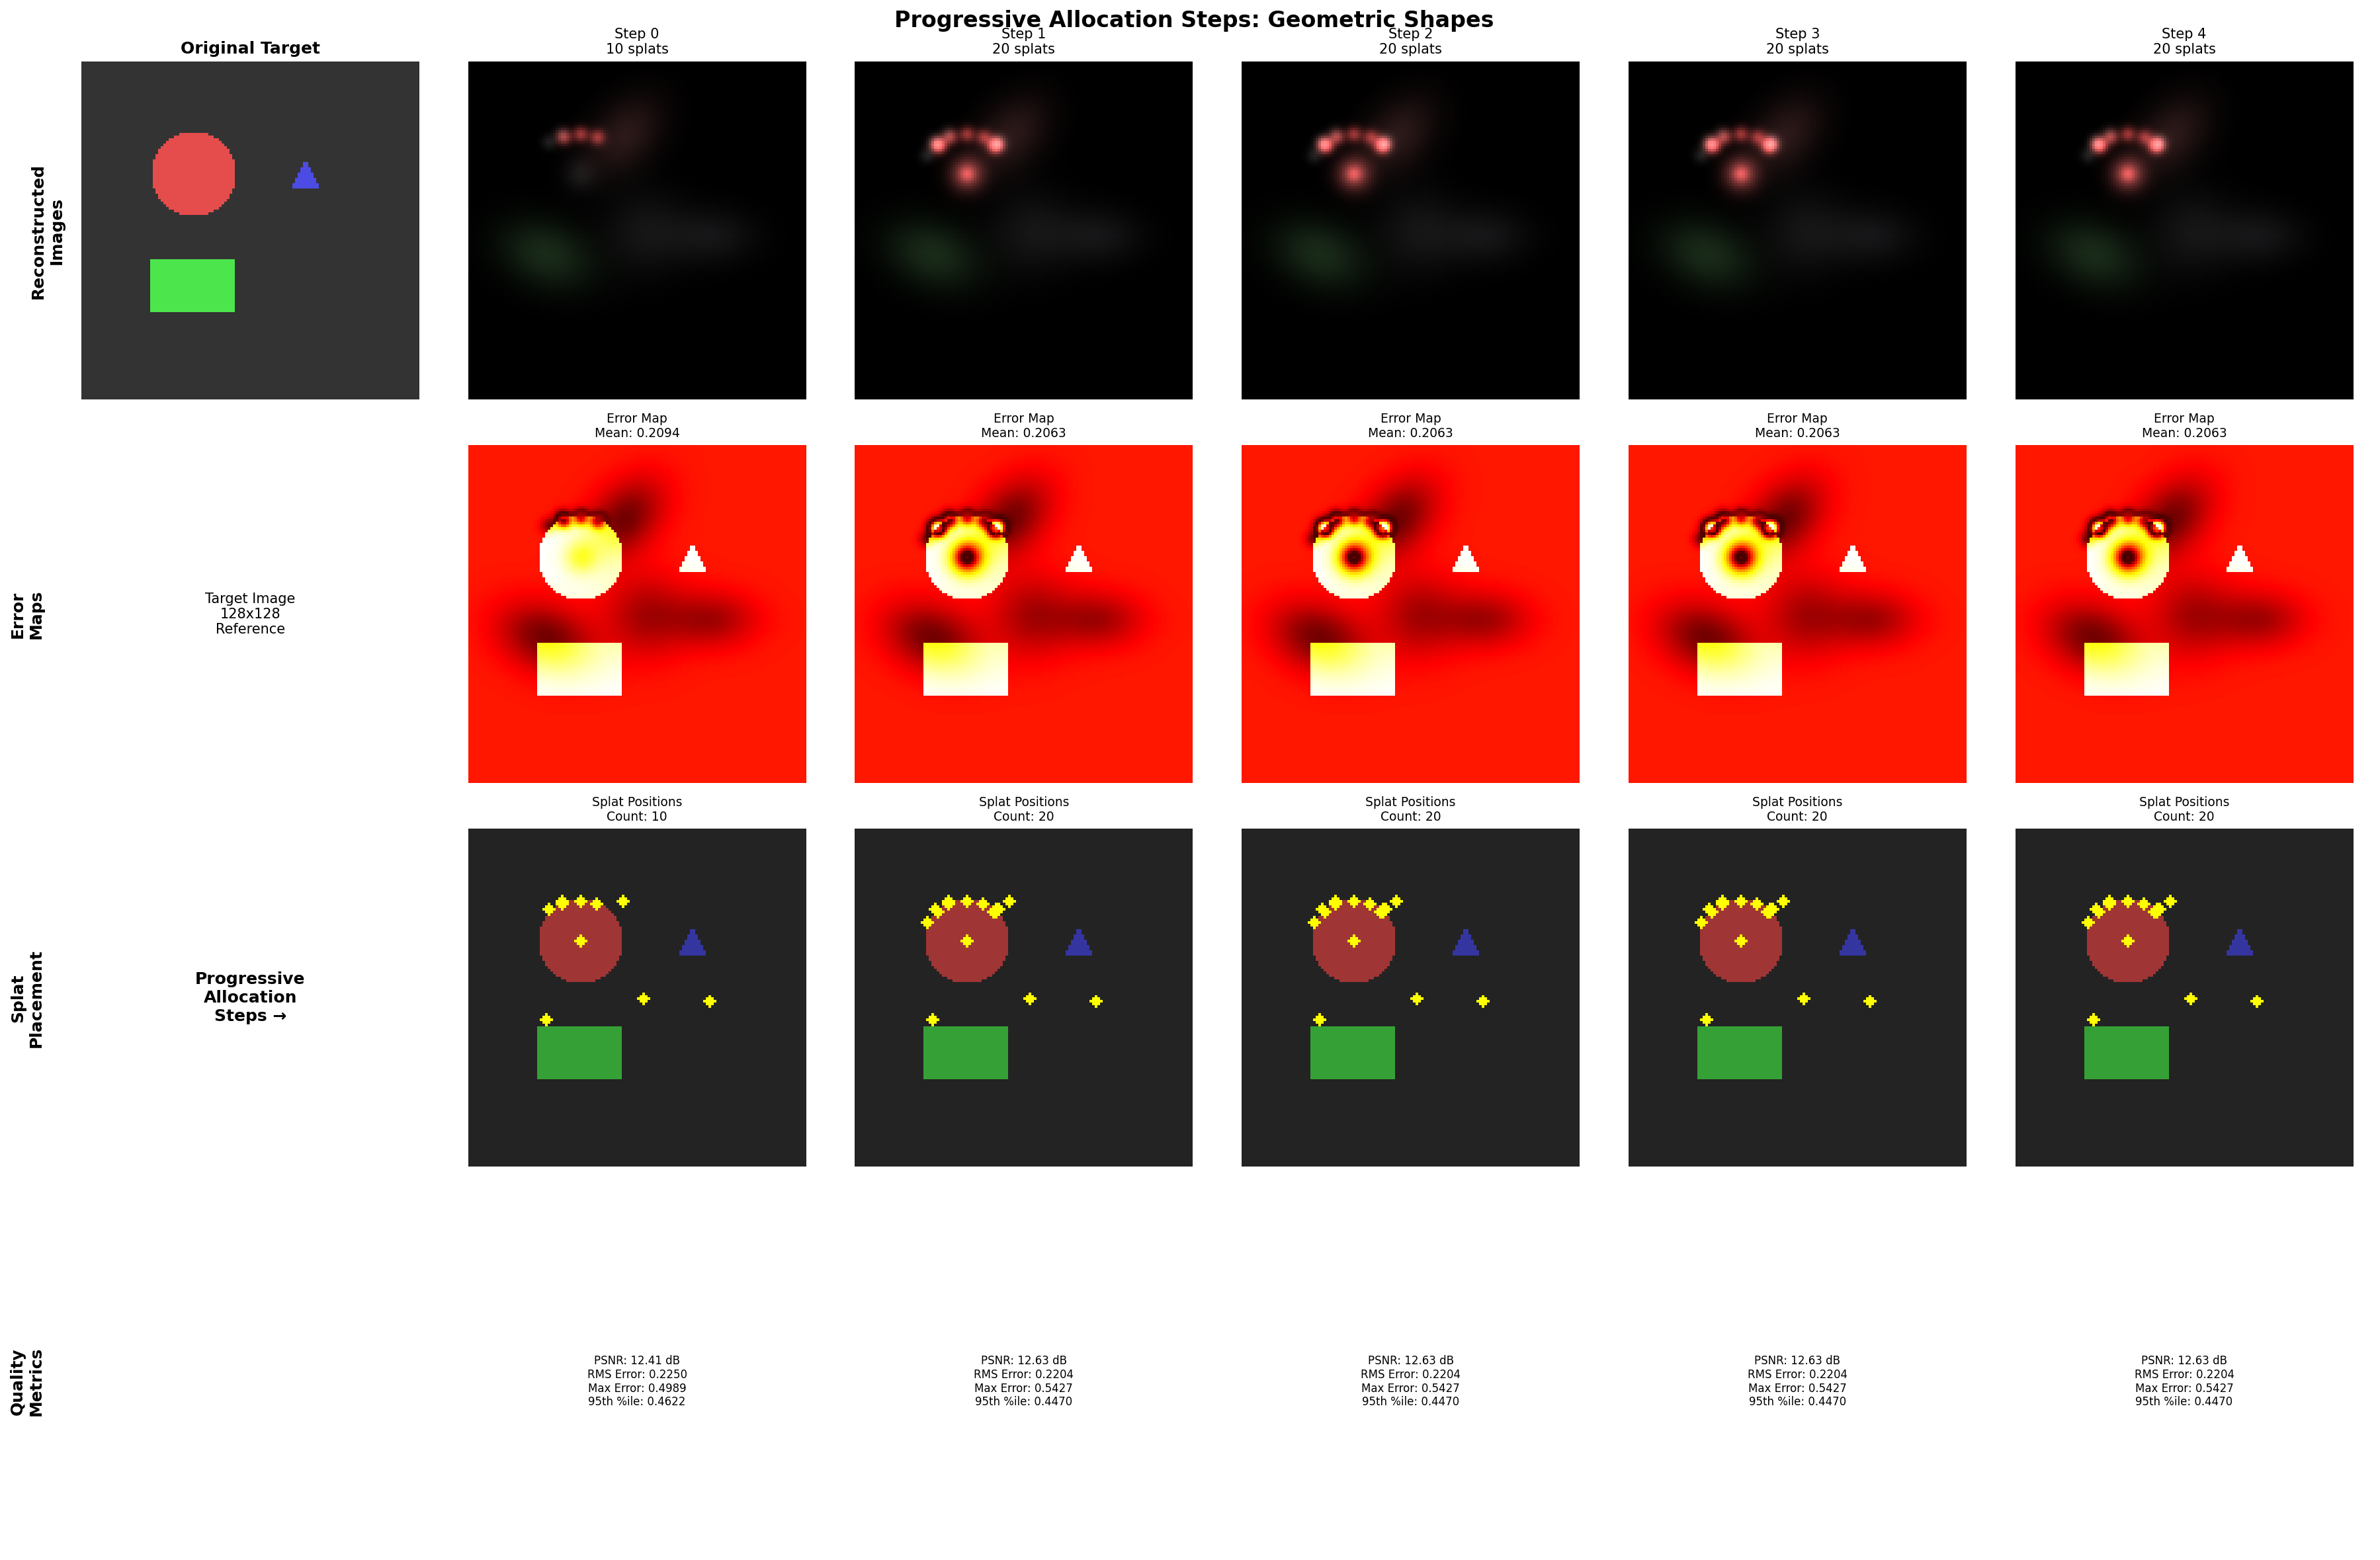 Progressive Allocation Steps: Geometric Shapes
Original Target
Step 0
10 splats
Step 1
20 splats
Step 2
20 splats
Step 3
20 splats
Step 4
20 splats
Reconstructed
Images
Error Map
Mean: 0.2094
Error Map
Mean: 0.2063
Error Map
Mean: 0.2063
Error Map
Mean: 0.2063
Error Map
Mean: 0.2063
Error
Maps
Target Image
128x128
Reference
Splat Positions
Count: 10
Splat Positions
Count: 20
Splat Positions
Count: 20
Splat Positions
Count: 20
Splat Positions
Count: 20
Splat
Placement
Progressive
Allocation
Steps →
Quality
Metrics
PSNR: 12.41 dB
RMS Error: 0.2250
Max Error: 0.4989
95th %ile: 0.4622
PSNR: 12.63 dB
RMS Error: 0.2204
Max Error: 0.5427
95th %ile: 0.4470
PSNR: 12.63 dB
RMS Error: 0.2204
Max Error: 0.5427
95th %ile: 0.4470
PSNR: 12.63 dB
RMS Error: 0.2204
Max Error: 0.5427
95th %ile: 0.4470
PSNR: 12.63 dB
RMS Error: 0.2204
Max Error: 0.5427
95th %ile: 0.4470